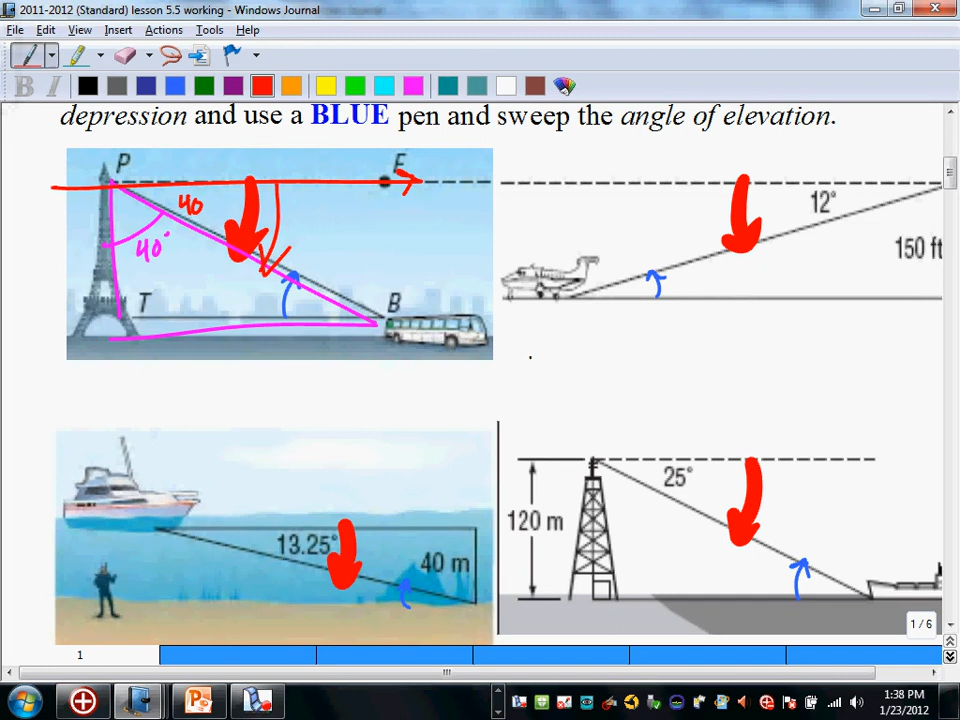 2011-2012 (Standard) lesson 5.5 working - Windows Journal
File Edit View Insert Actions Tools Help
B I
depression and use a BLUE pen and sweep the angle of elevation.
P F
40
40°
T B
12°
150 ft
13.25°
40 m
25°
120 m
1 / 6
1
1:38 PM
1/23/2012